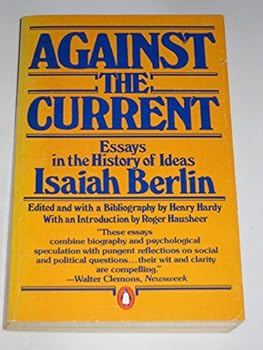 AGAINST
THE
CURRENT
Essays
in the History of Ideas
Isaiah Berlin
Edited and with a Bibliography by Henry Hardy
With an Introduction by Roger Hausheer
"These essays
combine biography and psychological
speculation with pungent reflections on social
and political questions...their wit and clarity
are compelling."
—Walter Clemons, Newsweek